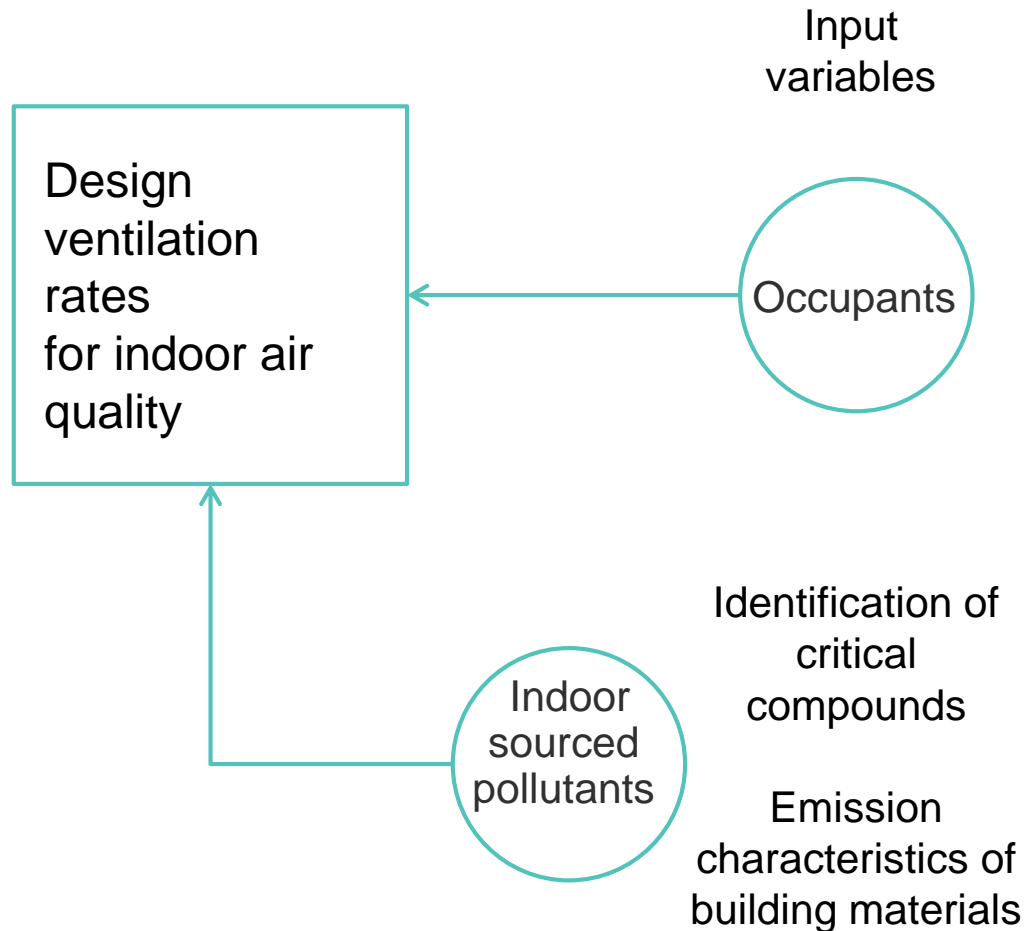 Input
variables
Design
ventilation
rates
for indoor air
quality
Occupants
Identification of
critical
compounds
Indoor
sourced
pollutants
Emission
characteristics of
building materials